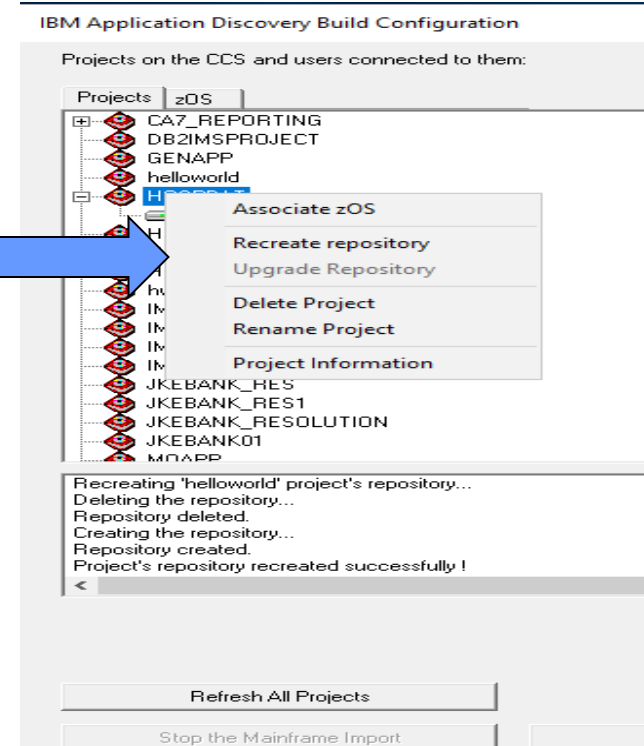 IBM Application Discovery Build Configuration
Projects on the CCS and users connected to them:
Projects zOS
CA7_REPORTING
DB2IMSPROJECT
GENAPP
helloworld
Associate zOS
Recreate repository
Upgrade Repository
Delete Project
Rename Project
Project Information
JKEBANK_RES
JKEBANK_RES1
JKEBANK_RESOLUTION
JKEBANK01
MQAPP
Recreating 'helloworld' project's repository...
Deleting the repository...
Repository deleted.
Creating the repository...
Repository created.
Project's repository recreated successfully !
Refresh All Projects
Stop the Mainframe Import